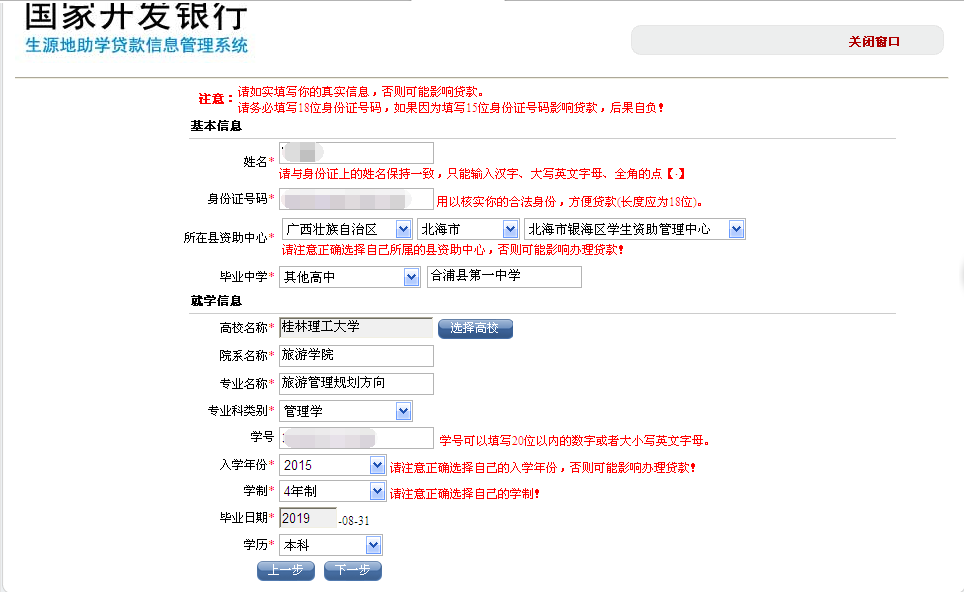 国家开发银行
生源地助学贷款信息管理系统
关闭窗口
注意：请如实填写你的真实信息，否则可能影响贷款。
请务必填写18位身份证号码，如果因为填写15位身份证号码影响贷款，后果自负！
基本信息
姓名*
请与身份证上的姓名保持一致，只能输入汉字、大写英文字母、全角的点【·】
身份证号码* 用以核实你的合法身份，方便贷款(长度应为18位)。
所在县资助中心* 广西壮族自治区 北海市 北海市银海区学生资助管理中心
请注意正确选择自己所属的县资助中心，否则可能影响办理贷款！
毕业中学* 其他高中 合浦县第一中学
就学信息
高校名称* 桂林理工大学 选择高校
院系名称* 旅游学院
专业名称* 旅游管理规划方向
专业科类别* 管理学
学号 学号可以填写20位以内的数字或者大小写英文字母。
入学年份* 2015 请注意正确选择自己的入学年份，否则可能影响办理贷款！
学制* 4年制 请注意正确选择自己的学制！
毕业日期* 2019 -08-31
学历* 本科
上一步 下一步